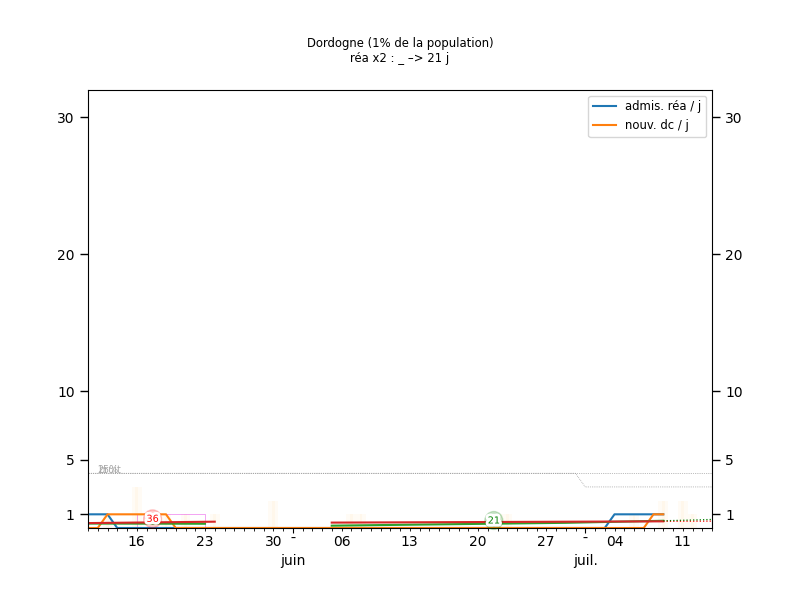 Dordogne (1% de la population)
réa x2 : _ –> 21 j
admis. réa / j
nouv. dc / j
30 30
20 20
10 10
5 5
1 1
36
21
16 23 30 - 06 13 20 27 - 04 11
juin juil.